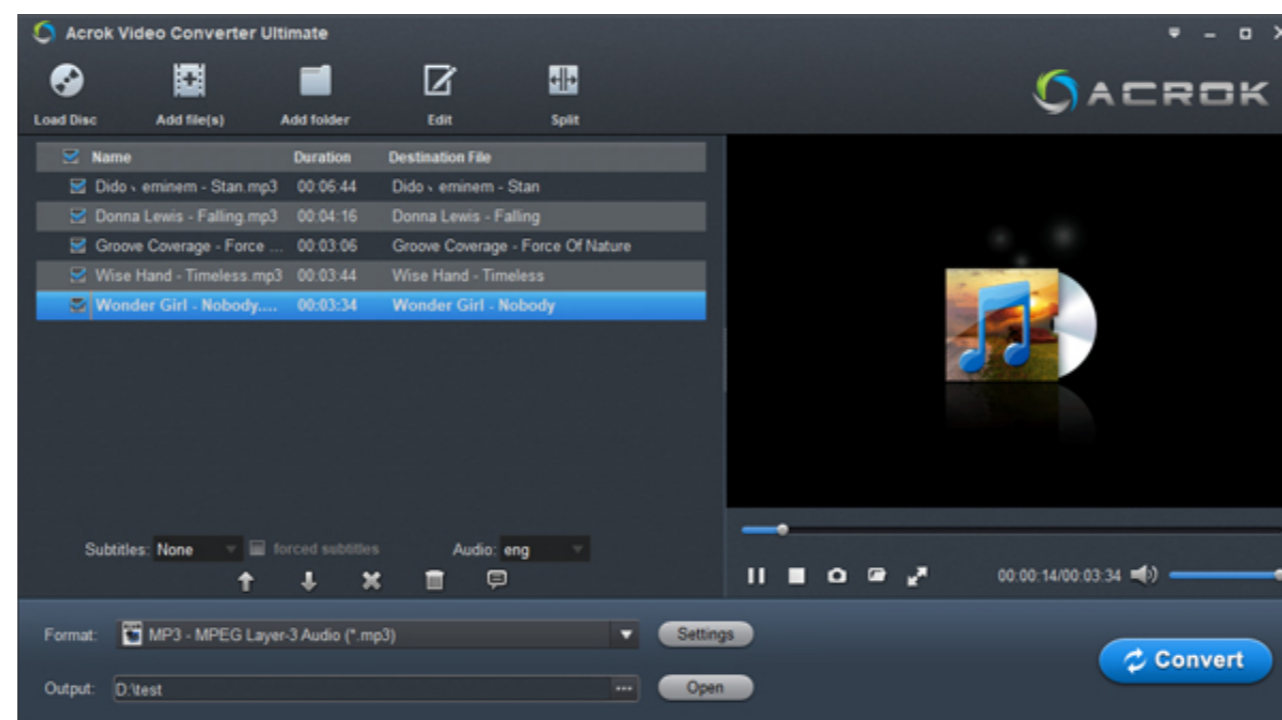 Acrok Video Converter Ultimate
ACROK
Load Disc Add file(s) Add folder Edit Split
Name Duration Destination File
Dido、eminem - Stan.mp3 00:06:44 Dido、eminem - Stan
Donna Lewis - Falling.mp3 00:04:16 Donna Lewis - Falling
Groove Coverage - Force ... 00:03:06 Groove Coverage - Force Of Nature
Wise Hand - Timeless.mp3 00:03:44 Wise Hand - Timeless
Wonder Girl - Nobody.... 00:03:34 Wonder Girl - Nobody
Subtitles: None forced subtitles Audio: eng
00:00:14/00:03:34
Format: MP3 - MPEG Layer-3 Audio (*.mp3) Settings
Convert
Output: D:\test ... Open